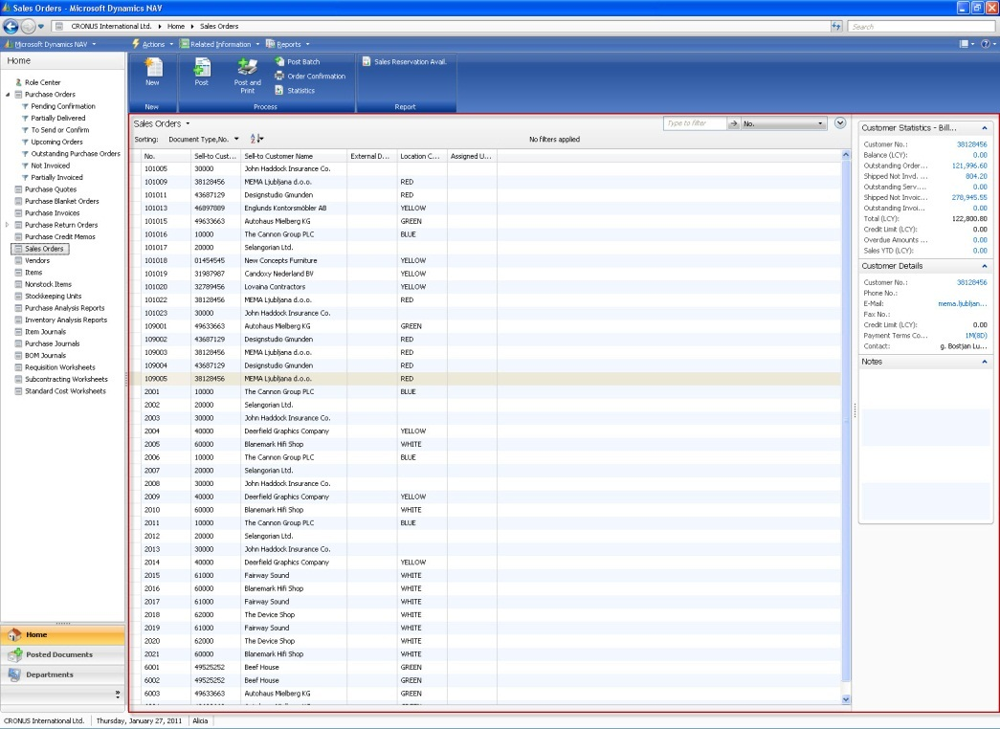 Sales Orders - Microsoft Dynamics NAV
CRONUS International Ltd. Home Sales Orders Search
Microsoft Dynamics NAV Actions Related Information Reports
Home
Role Center
Purchase Orders
Pending Confirmation
Partially Delivered
To Send or Confirm
Upcoming Orders
Outstanding Purchase Orders
Not Invoiced
Partially Invoiced
Purchase Quotes
Purchase Blanket Orders
Purchase Invoices
Purchase Return Orders
Purchase Credit Memos
Sales Orders
Vendors
Items
Nonstock Items
Stockkeeping Units
Purchase Analysis Reports
Inventory Analysis Reports
Item Journals
Purchase Journals
BOM Journals
Requisition Worksheets
Subcontracting Worksheets
Standard Cost Worksheets
Home
Posted Documents
Departments
New
New
Post
Post and Print
Post Batch
Order Confirmation
Statistics
Process
Sales Reservation Avail.
Report
Sales Orders Type to filter No.
Sorting: Document Type,No. No filters applied
No. Sell-to Cust... Sell-to Customer Name External D... Location C... Assigned U...
101005 30000 John Haddock Insurance Co.
101009 38128456 MEMA Ljubljana d.o.o. RED
101011 43687129 Designstudio Gmunden RED
101013 46897889 Englunds Kontorsmöbler AB YELLOW
101015 49633663 Autohaus Mielberg KG GREEN
101016 10000 The Cannon Group PLC BLUE
101017 20000 Selangorian Ltd.
101018 01454545 New Concepts Furniture YELLOW
101019 31987987 Candoxy Nederland BV YELLOW
101020 32789456 Lovaina Contractors YELLOW
101022 38128456 MEMA Ljubljana d.o.o. RED
101023 30000 John Haddock Insurance Co.
109001 49633663 Autohaus Mielberg KG GREEN
109002 43687129 Designstudio Gmunden RED
109003 38128456 MEMA Ljubljana d.o.o. RED
109004 43687129 Designstudio Gmunden RED
109005 38128456 MEMA Ljubljana d.o.o. RED
2001 10000 The Cannon Group PLC BLUE
2002 20000 Selangorian Ltd.
2003 30000 John Haddock Insurance Co.
2004 40000 Deerfield Graphics Company YELLOW
2005 60000 Blanemark Hifi Shop WHITE
2006 10000 The Cannon Group PLC BLUE
2007 20000 Selangorian Ltd.
2008 30000 John Haddock Insurance Co.
2009 40000 Deerfield Graphics Company YELLOW
2010 60000 Blanemark Hifi Shop WHITE
2011 10000 The Cannon Group PLC BLUE
2012 20000 Selangorian Ltd.
2013 30000 John Haddock Insurance Co.
2014 40000 Deerfield Graphics Company YELLOW
2015 61000 Fairway Sound WHITE
2016 60000 Blanemark Hifi Shop WHITE
2017 61000 Fairway Sound WHITE
2018 62000 The Device Shop WHITE
2019 61000 Fairway Sound WHITE
2020 62000 The Device Shop WHITE
2021 60000 Blanemark Hifi Shop WHITE
6001 49525252 Beef House GREEN
6002 49525252 Beef House GREEN
6003 49633663 Autohaus Mielberg KG GREEN
Customer Statistics - Bill...
Customer No.: 38128456
Balance (LCY): 0.00
Outstanding Order... 121,996.60
Shipped Not Invd. ... 804.20
Outstanding Serv.... 0.00
Shipped Not Invoic... 278,945.55
Outstanding Invoi... 0.00
Total (LCY): 122,800.80
Credit Limit (LCY): 0.00
Overdue Amounts ... 0.00
Sales YTD (LCY): 0.00
Customer Details
Customer No.: 38128456
Phone No.:
E-Mail: mema.ljubljan...
Fax No.:
Credit Limit (LCY): 0.00
Payment Terms Co... 1M(8D)
Contact: g. Bostjan Lu...
Notes
CRONUS International Ltd. Thursday, January 27, 2011 Alicia